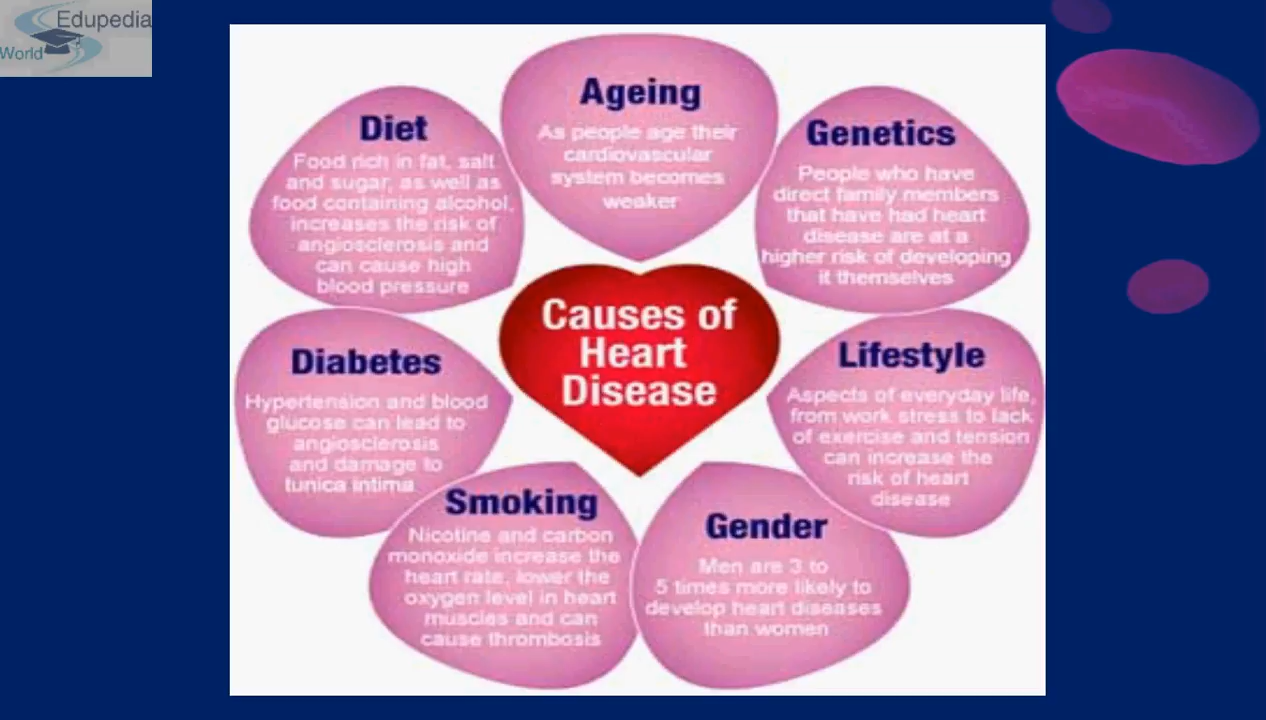 Edupedia
World
Ageing
As people age their
cardiovascular
system becomes
weaker
Diet
Food rich in fat, salt
and sugar, as well as
food containing alcohol,
increases the risk of
angiosclerosis and
can cause high
blood pressure
Genetics
People who have
direct family members
that have had heart
disease are at a
higher risk of developing
it themselves
Causes of
Heart
Disease
Diabetes
Hypertension and blood
glucose can lead to
angiosclerosis
and damage to
tunica intima
Lifestyle
Aspects of everyday life,
from work stress to lack
of exercise and tension
can increase the
risk of heart
disease
Smoking
Nicotine and carbon
monoxide increase the
heart rate, lower the
oxygen level in heart
muscles and can
cause thrombosis
Gender
Men are 3 to
5 times more likely to
develop heart diseases
than women